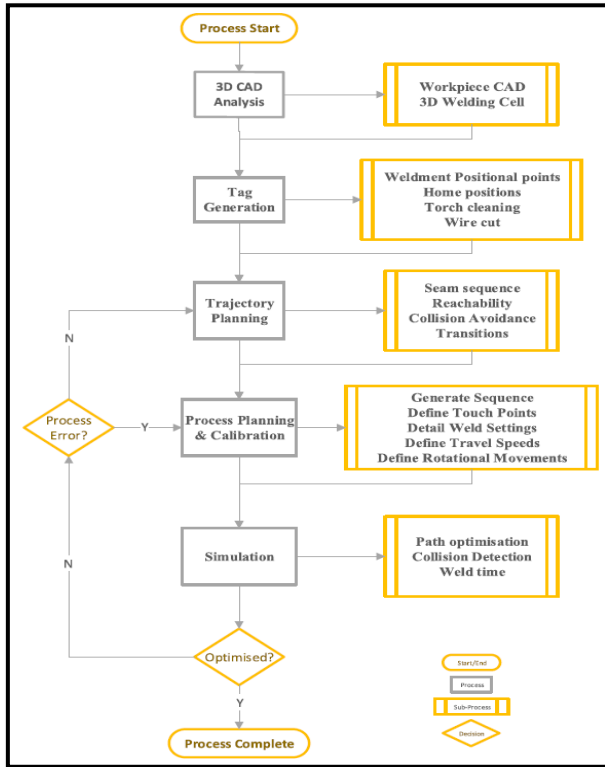 Process Start
3D CAD
Analysis
Workpiece CAD
3D Welding Cell
Tag
Generation
Weldment Positional points
Home positions
Torch cleaning
Wire cut
Trajectory
Planning
Seam sequence
Reachability
Collision Avoidance
Transitions
N
Process
Error?
Y
Process Planning
& Calibration
Generate Sequence
Define Touch Points
Detail Weld Settings
Define Travel Speeds
Define Rotational Movements
N
Simulation
Path optimisation
Collision Detection
Weld time
Optimised?
Y
Process Complete
Start/End
Process
Sub-Process
Decision